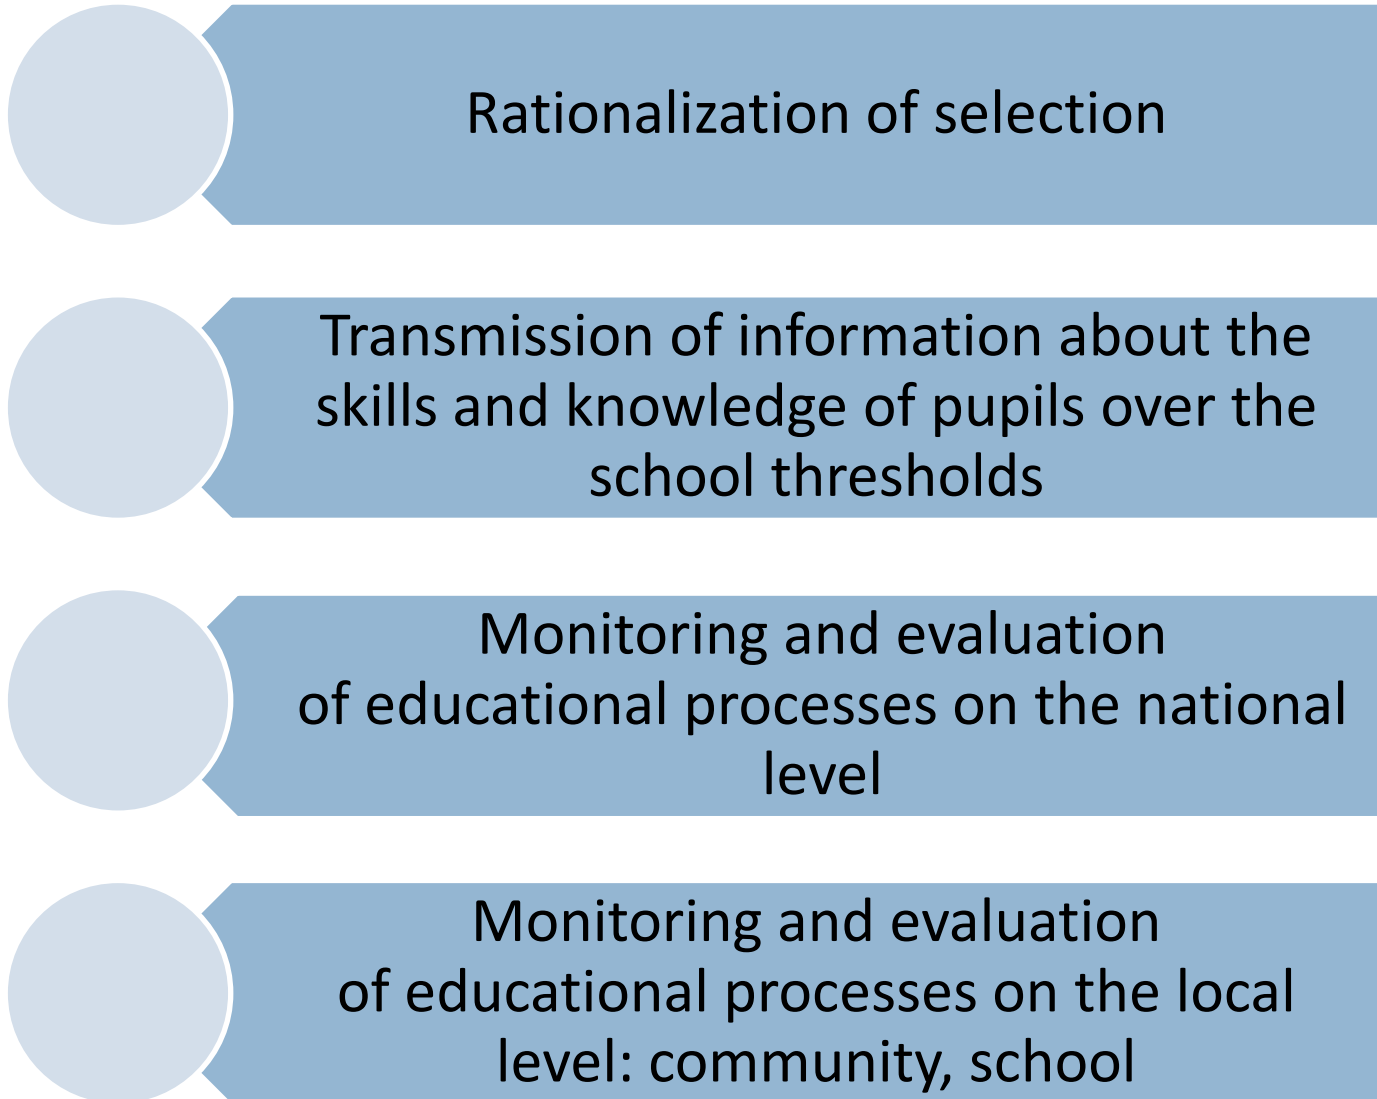 Rationalization of selection
Transmission of information about the
skills and knowledge of pupils over the
school thresholds
Monitoring and evaluation
of educational processes on the national
level
Monitoring and evaluation
of educational processes on the local
level: community, school